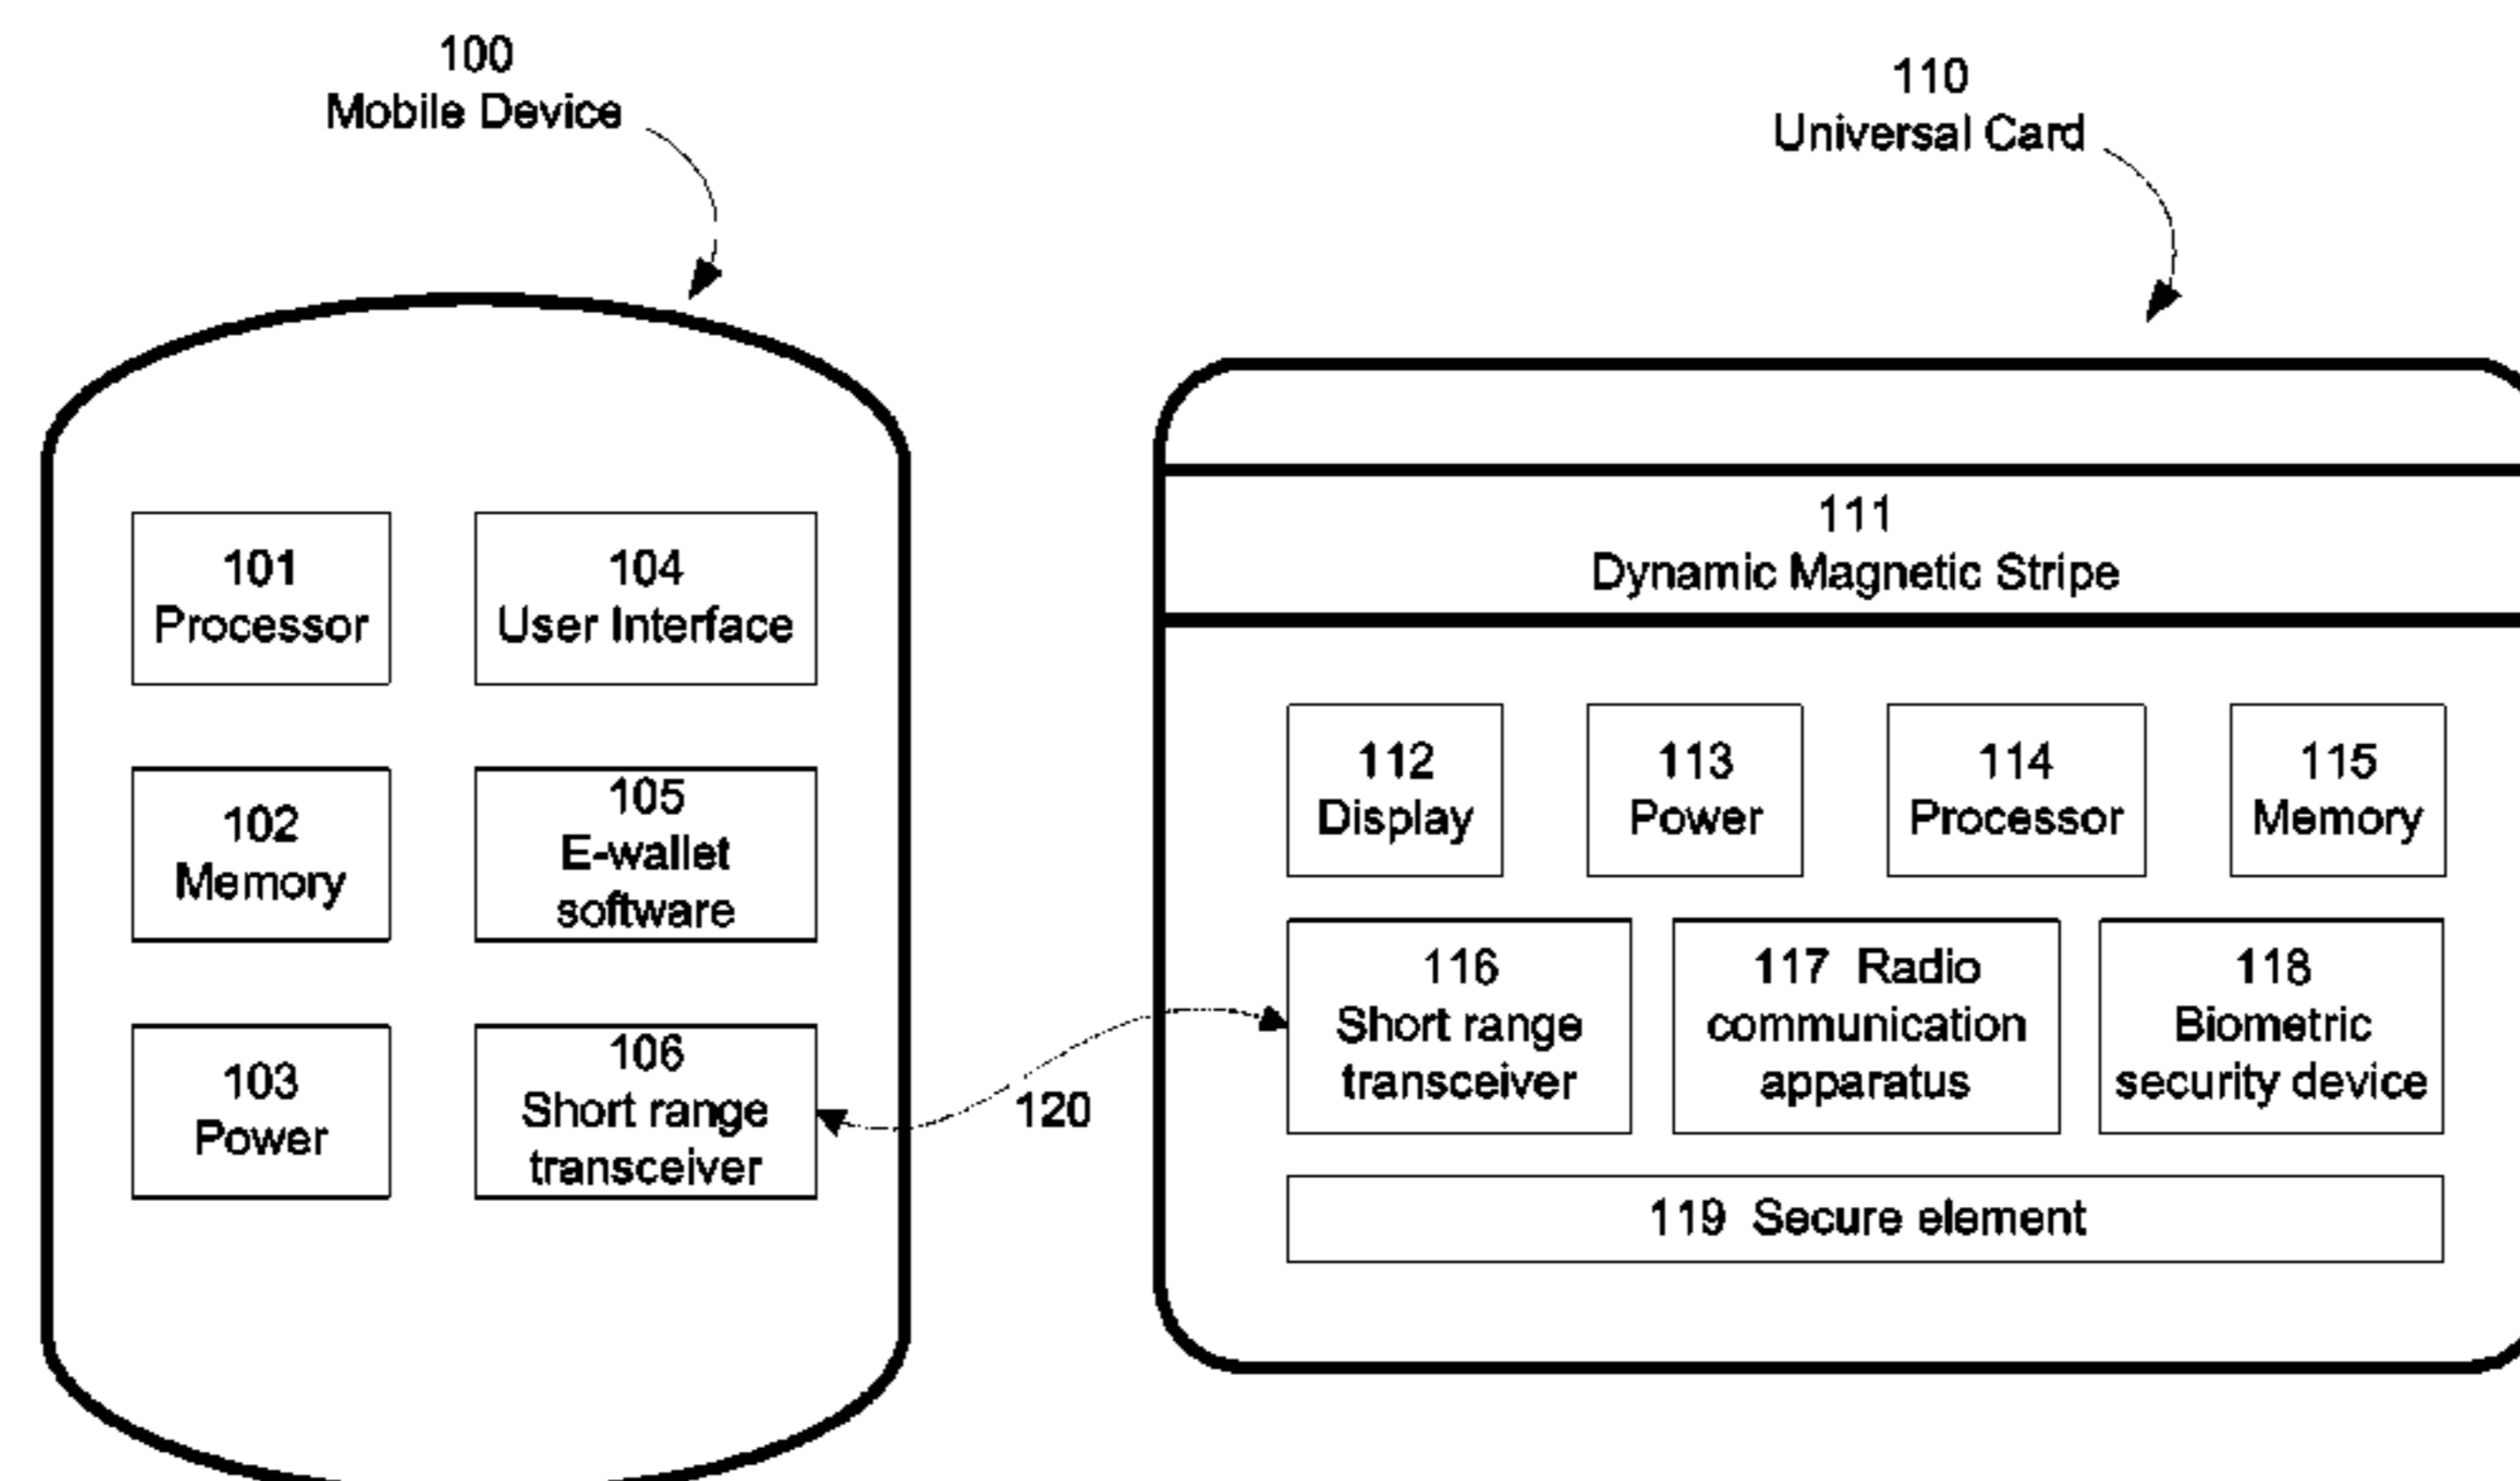 100
Mobile Device
110
Universal Card
101
Processor
104
User Interface
102
Memory
105
E-wallet
software
103
Power
106
Short range
transceiver
120
111
Dynamic Magnetic Stripe
112
Display
113
Power
114
Processor
115
Memory
116
Short range
transceiver
117 Radio
communication
apparatus
118
Biometric
security device
119 Secure element